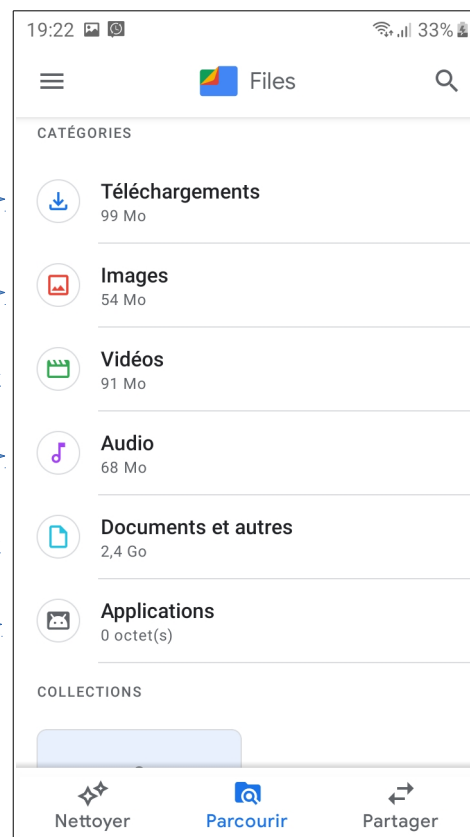 19:22 33%
Files
CATÉGORIES
Téléchargements
99 Mo
Images
54 Mo
Vidéos
91 Mo
Audio
68 Mo
Documents et autres
2,4 Go
Applications
0 octet(s)
COLLECTIONS
Nettoyer Parcourir Partager